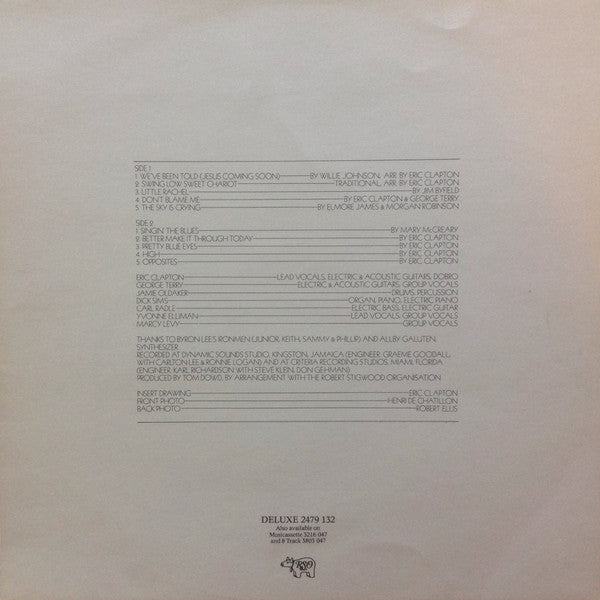 SIDE 1
1. WE'VE BEEN TOLD (JESUS COMING SOON) BY WILLIE JOHNSON, ARR. BY ERIC CLAPTON
2. SWING LOW SWEET CHARIOT TRADITIONAL, ARR. BY ERIC CLAPTON
3. LITTLE RACHEL BY JIM BYFIELD
4. DON'T BLAME ME BY ERIC CLAPTON & GEORGE TERRY
5. THE SKY IS CRYING BY ELMORE JAMES & MORGAN ROBINSON
SIDE 2
1. SINGIN THE BLUES BY MARY McCREARY
2. BETTER MAKE IT THROUGH TODAY BY ERIC CLAPTON
3. PRETTY BLUE EYES BY ERIC CLAPTON
4. HIGH BY ERIC CLAPTON
5. OPPOSITES BY ERIC CLAPTON
ERIC CLAPTON LEAD VOCALS, ELECTRIC & ACOUSTIC GUITARS, DOBRO
GEORGE TERRY ELECTRIC & ACOUSTIC GUITARS, GROUP VOCALS
JAMIE OLDAKER DRUMS, PERCUSSION
DICK SIMS ORGAN, PIANO, ELECTRIC PIANO
CARL RADLE ELECTRIC BASS, ELECTRIC GUITAR
YVONNE ELLIMAN LEAD VOCALS, GROUP VOCALS
MARCY LEVY GROUP VOCALS
THANKS TO BYRON LEE'S RONMEN (JUNIOR, KEITH, SAMMY & PHILLIP) AND ALLBY GALUTEN,
SYNTHESIZER
RECORDED AT DYNAMIC SOUNDS STUDIO, KINGSTON, JAMAICA (ENGINEER: GRAEME GOODALL,
WITH CARLTON LEE & RONNIE LOGAN) AND AT CRITERIA RECORDING STUDIOS, MIAMI, FLORIDA
(ENGINEER: KARL RICHARDSON WITH STEVE KLEIN, DON GEHMAN)
PRODUCED BY TOM DOWD, BY ARRANGEMENT WITH THE ROBERT STIGWOOD ORGANISATION
INSERT DRAWING ERIC CLAPTON
FRONT PHOTO HENRI DE CHATILLON
BACK PHOTO ROBERT ELLIS
DELUXE 2479 132
Also available on
Musicassette 3216 047
and 8 Track 3805 047
RSO